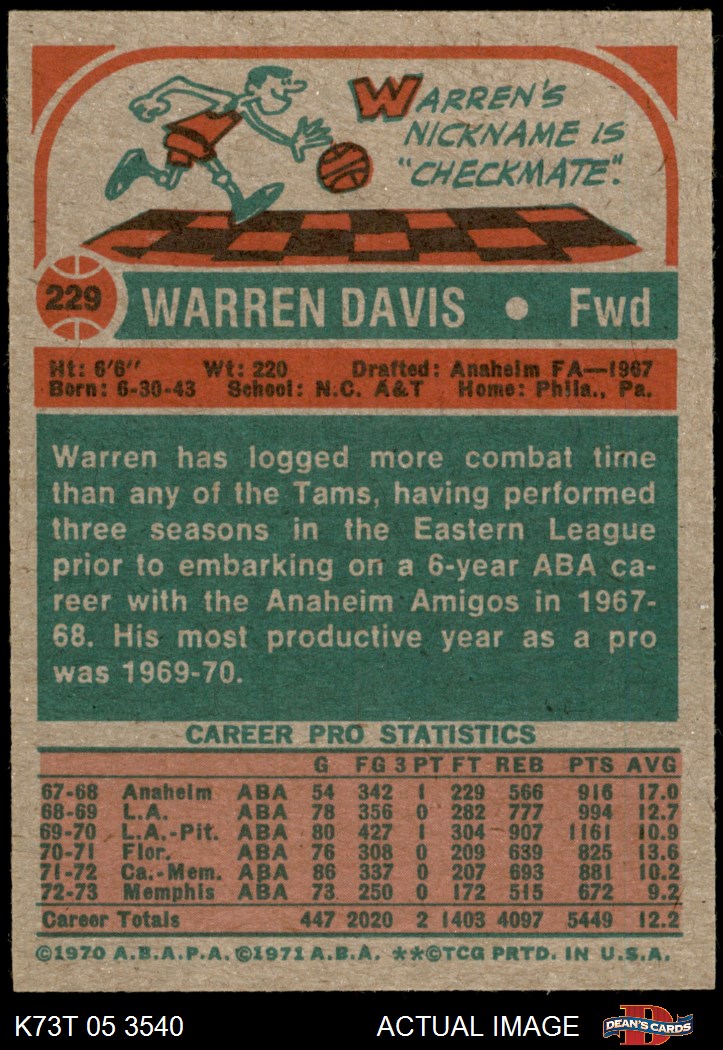 WARREN'S
NICKNAME IS
"CHECKMATE".
229 WARREN DAVIS • Fwd
Ht: 6'6" Wt: 220 Drafted: Anaheim FA—1967
Born: 6-30-43 School: N.C. A&T Home: Phila., Pa.
Warren has logged more combat time
than any of the Tams, having performed
three seasons in the Eastern League
prior to embarking on a 6-year ABA ca-
reer with the Anaheim Amigos in 1967-
68. His most productive year as a pro
was 1969-70.
CAREER PRO STATISTICS
G FG 3 PT FT REB PTS AVG
67-68 Anaheim ABA 54 342 1 229 566 916 17.0
68-69 L.A. ABA 78 356 0 282 777 994 12.7
69-70 L.A.-Pit. ABA 80 427 1 304 907 1161 10.9
70-71 Flor. ABA 76 308 0 209 639 825 13.6
71-72 Ca.-Mem. ABA 86 337 0 207 693 881 10.2
72-73 Memphis ABA 73 250 0 172 515 672 9.2
Career Totals 447 2020 2 1403 4097 5449 12.2
©1970 A.B.A.P.A. ©1971 A.B.A. **©TCG PRTD. IN U.S.A.
K73T 05 3540 ACTUAL IMAGE DEAN'S CARDS